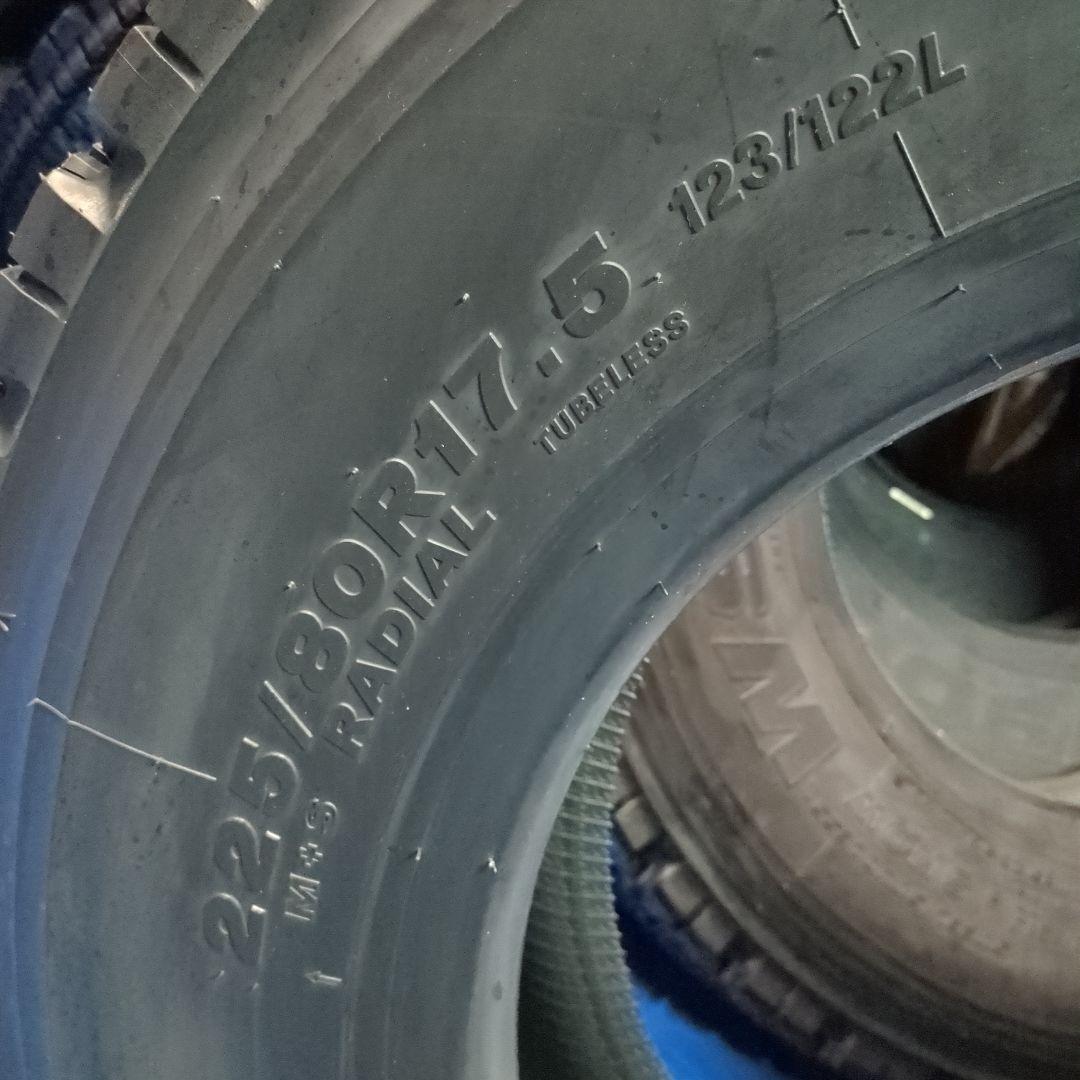 225/80R17.5
123/122L
TUBELESS
RADIAL
M+S